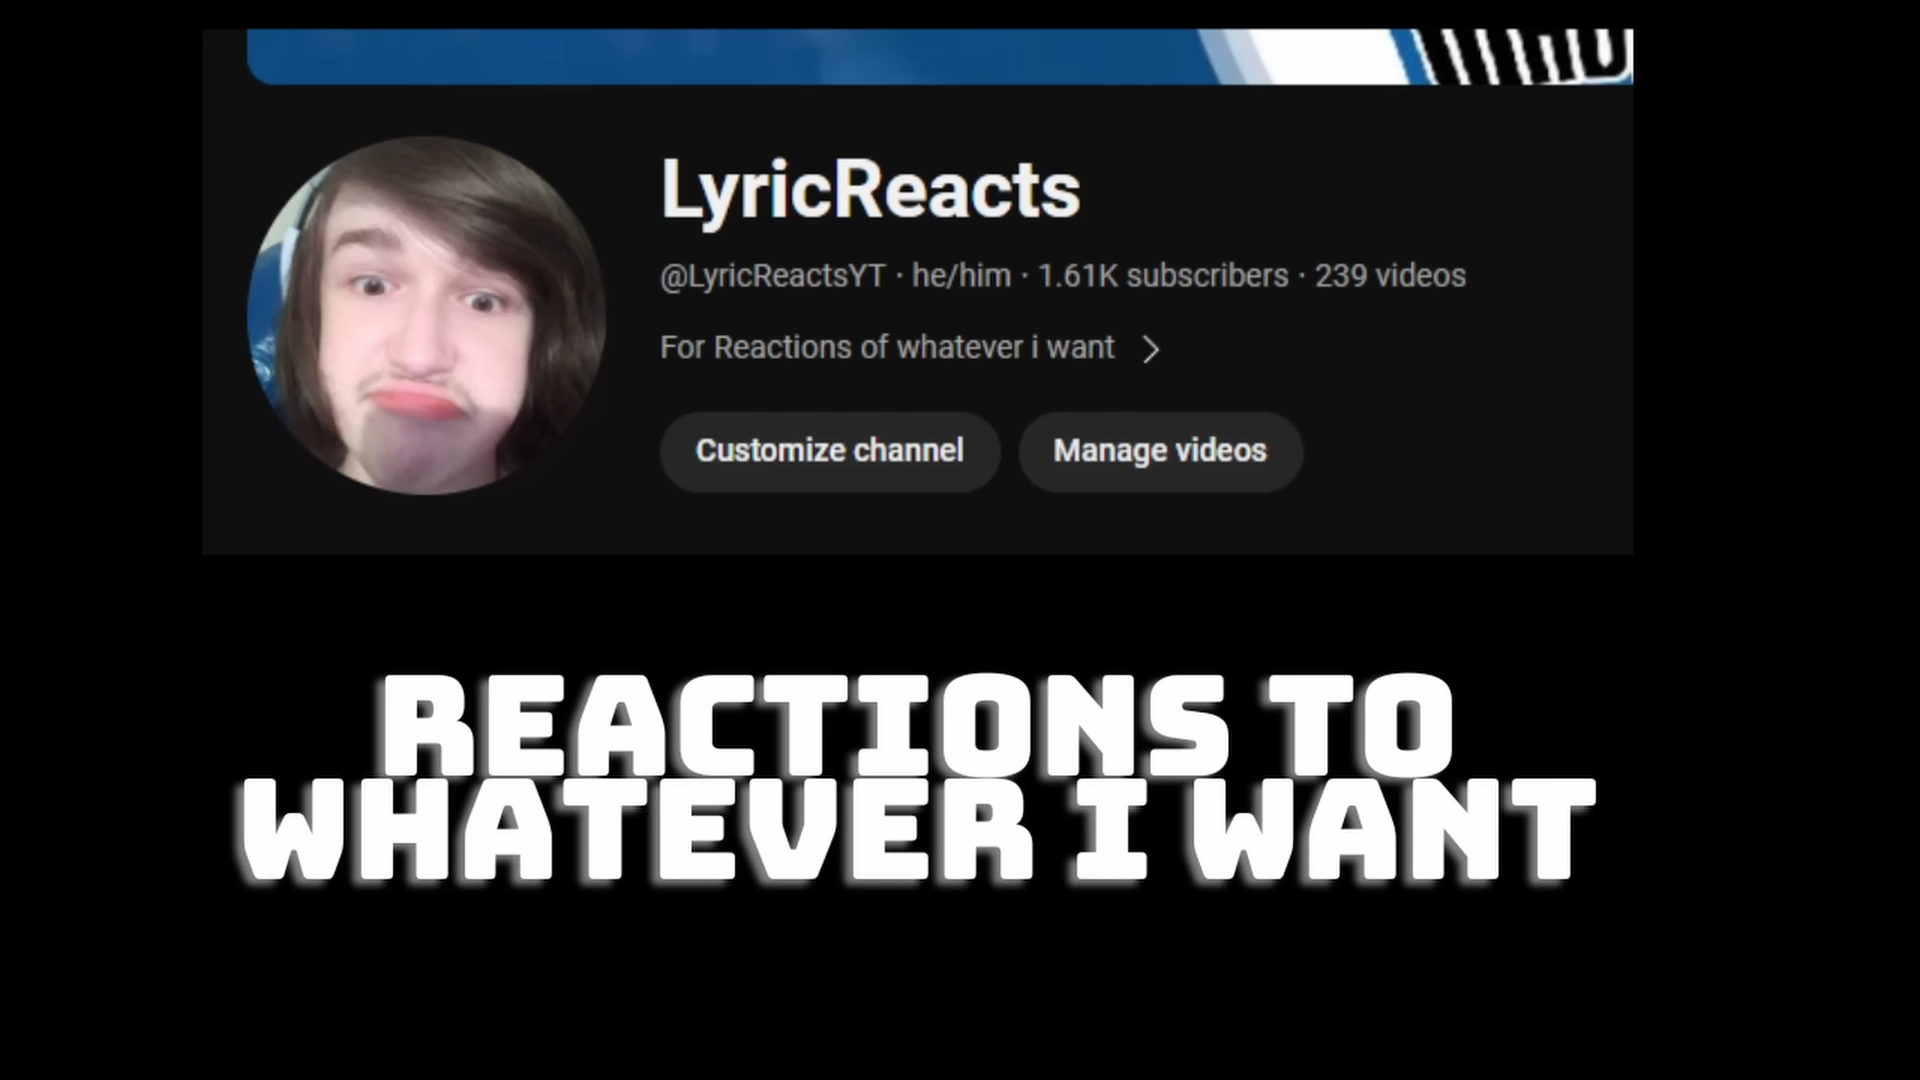 LyricReacts
@LyricReactsYT · he/him · 1.61K subscribers · 239 videos
For Reactions of whatever i want
Customize channel
Manage videos
REACTIONS TO
WHATEVER I WANT